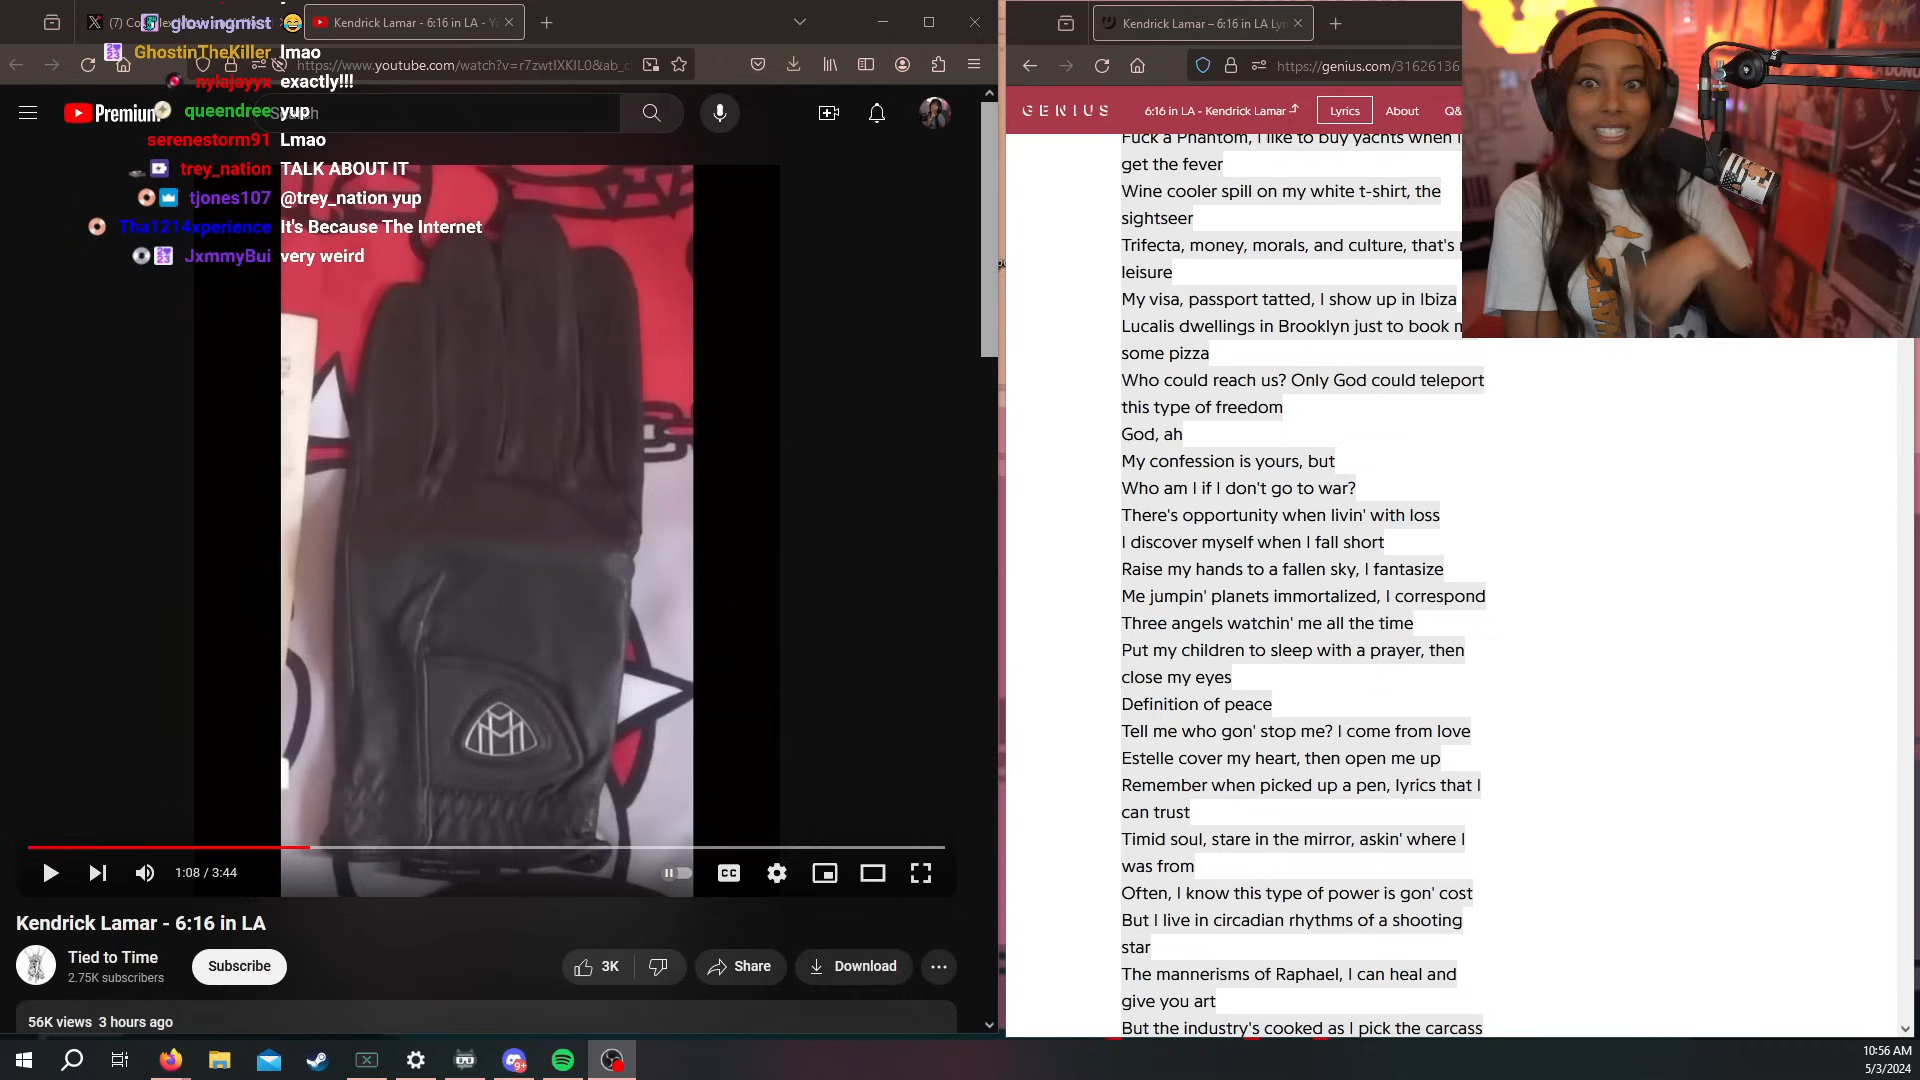 Kendrick Lamar - 6:16 in LA
glowingmist 😂
GhostinTheKiller lmao
https://www.youtube.com/watch?v=r7zwtIXKIL0&ab_c
nylajayyx exactly!!!
Premium
queendree yup
serenestorm91 Lmao
trey_nation TALK ABOUT IT
tjones107 @trey_nation yup
Tha1214xperience It's Because The Internet
JxmmyBui very weird
1:08 / 3:44
CC
Kendrick Lamar - 6:16 in LA
Tied to Time
2.75K subscribers
Subscribe
3K
Share
Download
56K views 3 hours ago
Kendrick Lamar – 6:16 in LA Lyri
https://genius.com/31626136
GENIUS
6:16 in LA - Kendrick Lamar
Lyrics
About
Q&
Fuck a Phantom, I like to buy yachts when I
get the fever
Wine cooler spill on my white t-shirt, the
sightseer
Trifecta, money, morals, and culture, that's
leisure
My visa, passport tatted, I show up in Ibiza
Lucalis dwellings in Brooklyn just to book
some pizza
Who could reach us? Only God could teleport
this type of freedom
God, ah
My confession is yours, but
Who am I if I don't go to war?
There's opportunity when livin' with loss
I discover myself when I fall short
Raise my hands to a fallen sky, I fantasize
Me jumpin' planets immortalized, I correspond
Three angels watchin' me all the time
Put my children to sleep with a prayer, then
close my eyes
Definition of peace
Tell me who gon' stop me? I come from love
Estelle cover my heart, then open me up
Remember when picked up a pen, lyrics that I
can trust
Timid soul, stare in the mirror, askin' where I
was from
Often, I know this type of power is gon' cost
But I live in circadian rhythms of a shooting
star
The mannerisms of Raphael, I can heal and
give you art
But the industry's cooked as I pick the carcass
10:56 AM
5/3/2024